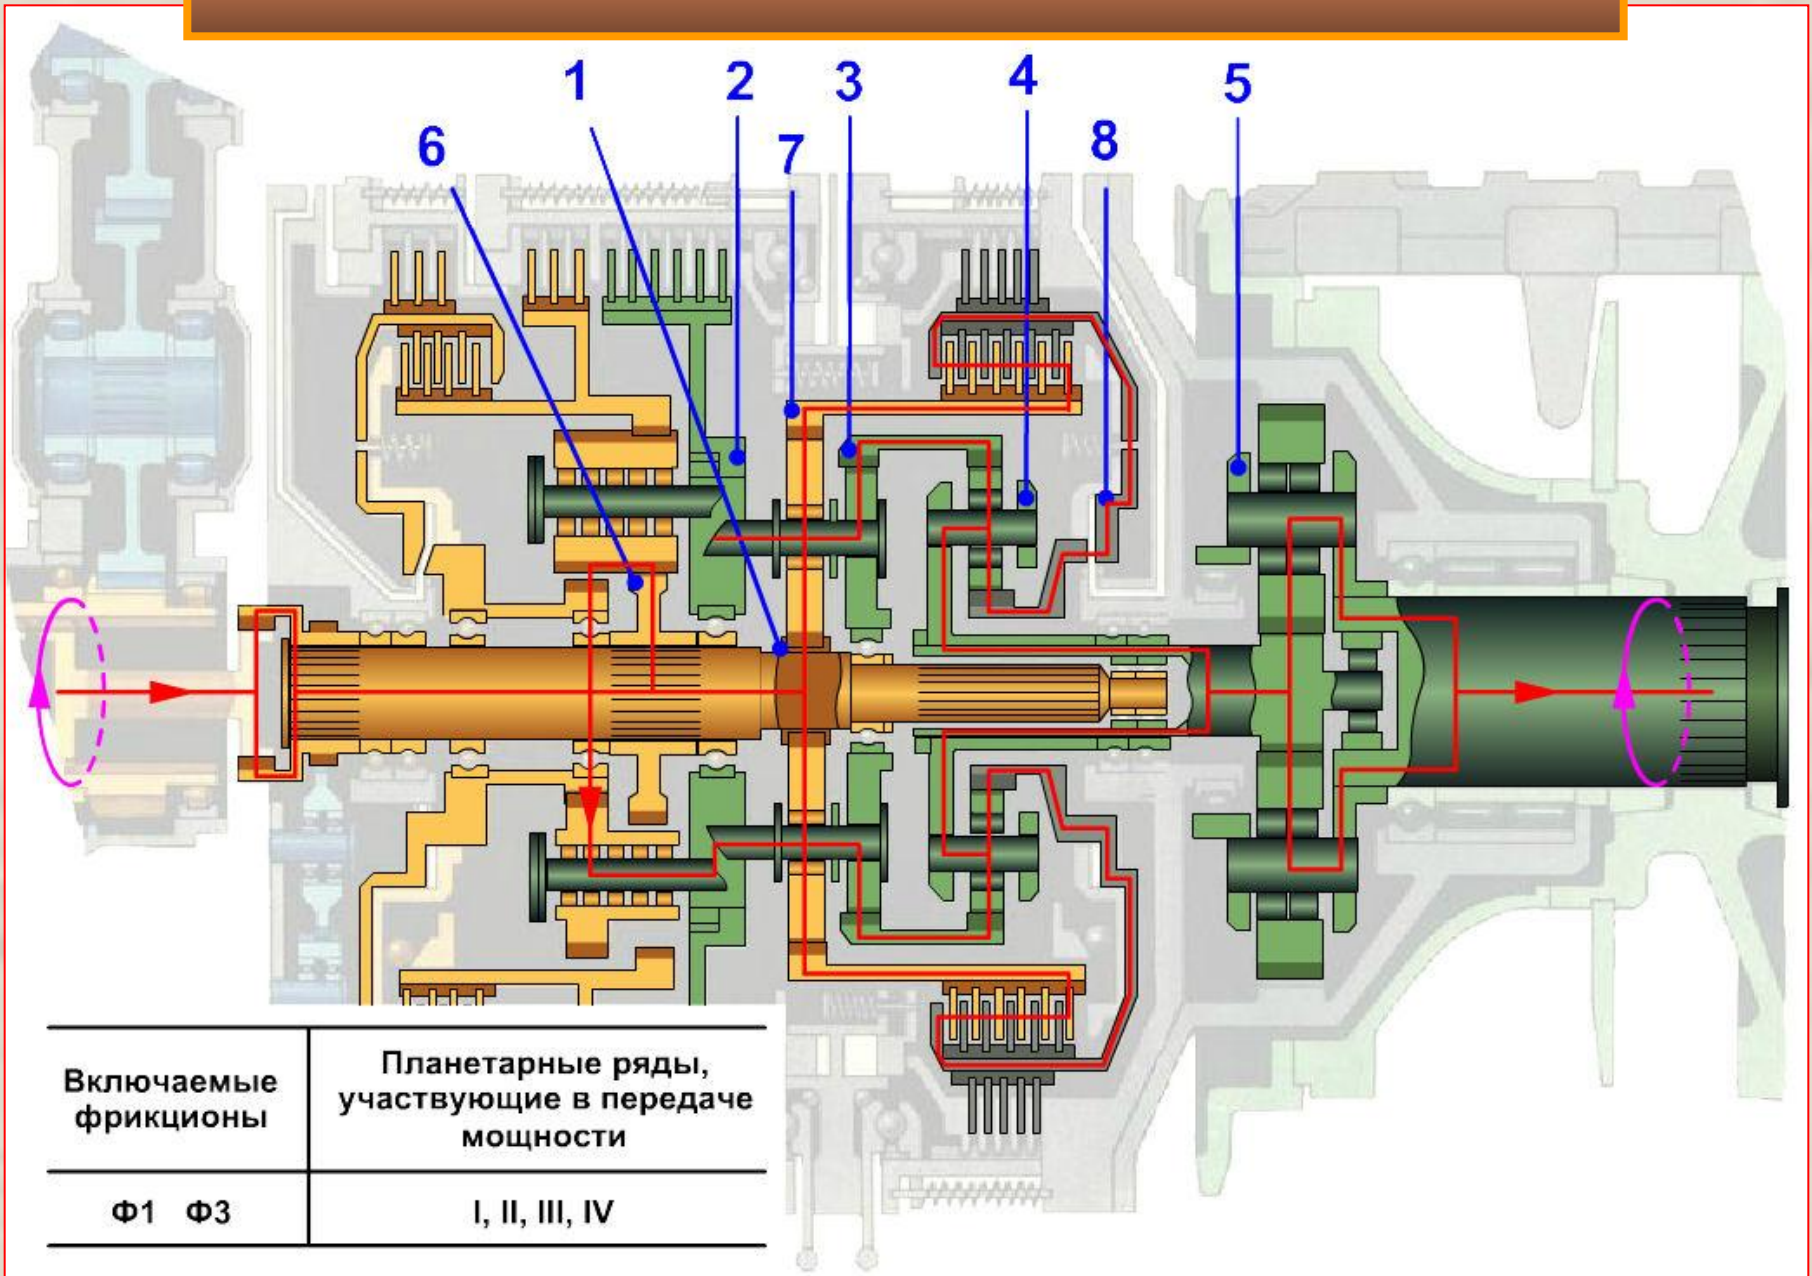 1
2
3
4
5
6
7
8
Включаемые
фрикционы
Планетарные ряды,
участвующие в передаче
мощности
Ф1 Ф3
I, II, III, IV